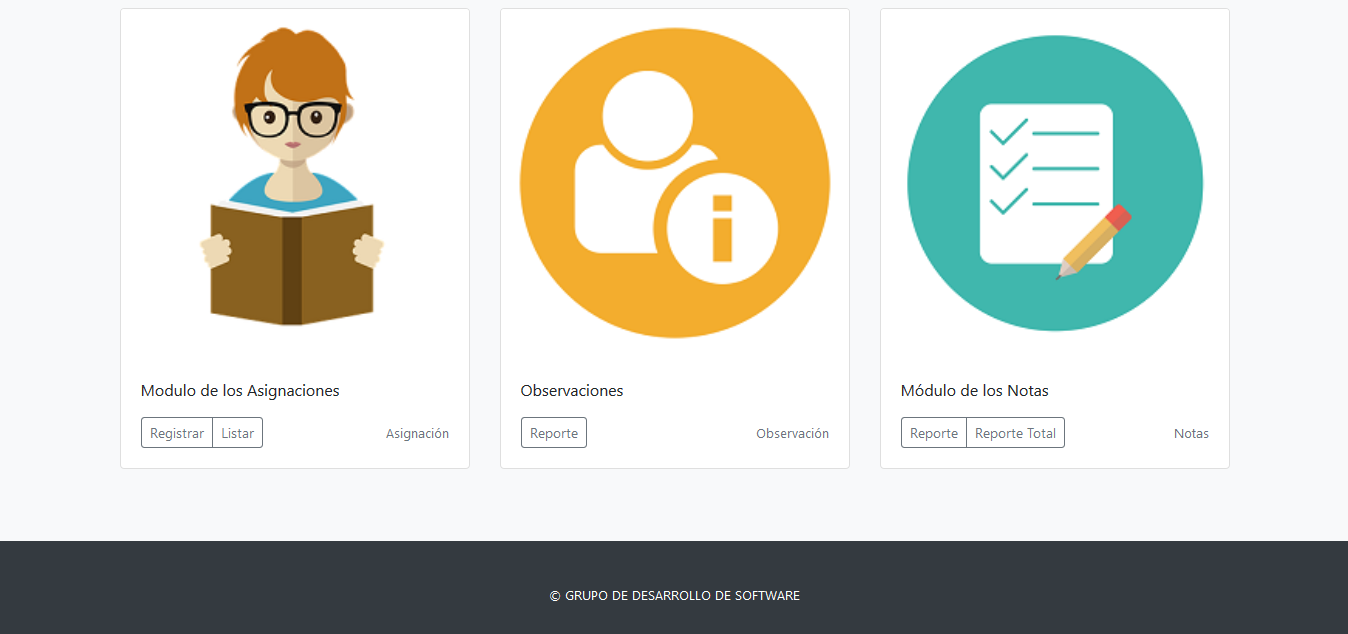 Modulo de los Asignaciones
Registrar Listar Asignación
Observaciones
Reporte Observación
Módulo de los Notas
Reporte Reporte Total Notas
© GRUPO DE DESARROLLO DE SOFTWARE